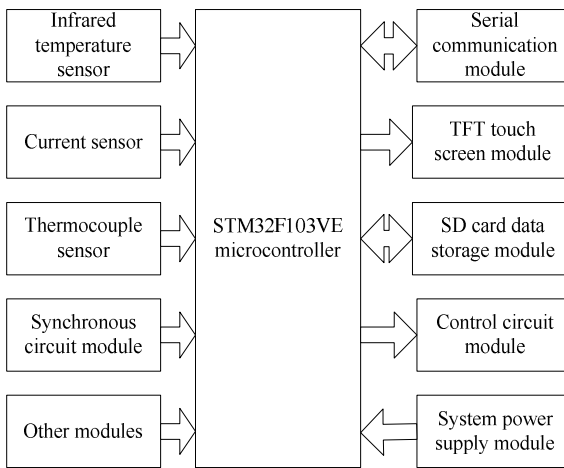 Infrared
temperature
sensor
Current sensor
Thermocouple
sensor
Synchronous
circuit module
Other modules
STM32F103VE
microcontroller
Serial
communication
module
TFT touch
screen module
SD card data
storage module
Control circuit
module
System power
supply module